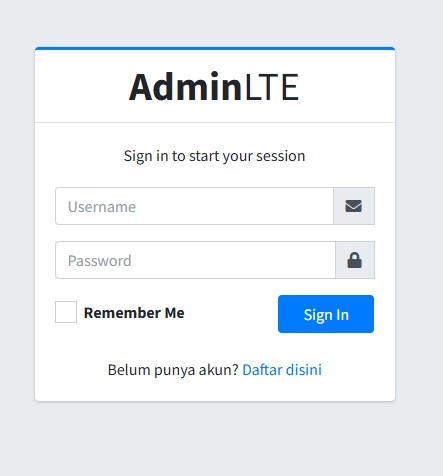 AdminLTE
Sign in to start your session
Username
Password
Remember Me
Sign In
Belum punya akun? Daftar disini